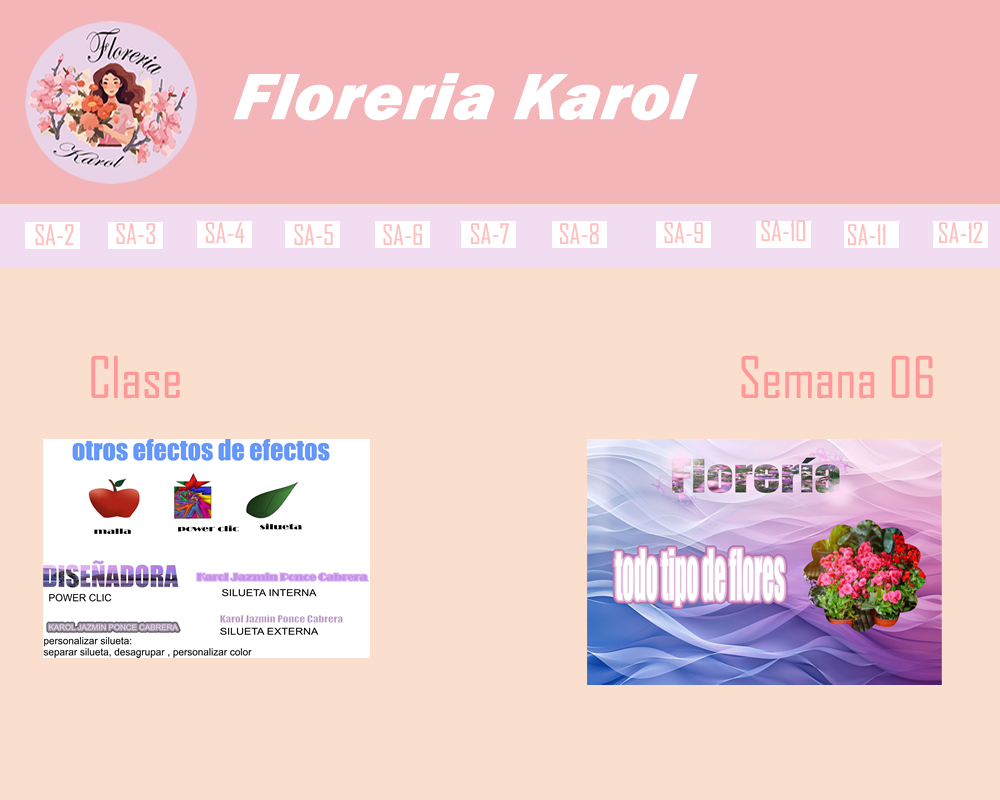 Floreria
Karol
Floreria Karol
SA-2 SA-3 SA-4 SA-5 SA-6 SA-7 SA-8 SA-9 SA-10 SA-11 SA-12
Clase
Semana 06
otros efectos de efectos
malla power clic silueta
DISEÑADORA
POWER CLIC
Karol Jazmin Ponce Cabrera
SILUETA INTERNA
KAROL JAZMIN PONCE CABRERA
Karol Jazmin Ponce Cabrera
SILUETA EXTERNA
personalizar silueta:
separar silueta, desagrupar , personalizar color
Florería
todo tipo de flores